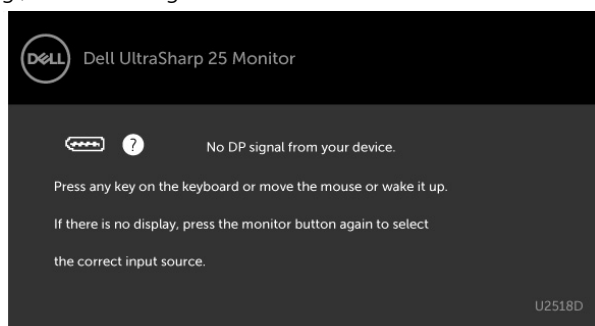 DELL
Dell UltraSharp 25 Monitor
?
No DP signal from your device.
Press any key on the keyboard or move the mouse or wake it up.
If there is no display, press the monitor button again to select
the correct input source.
U2518D